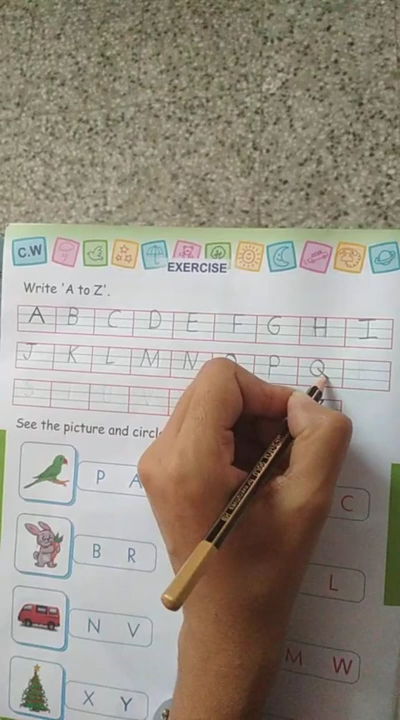 C.W
EXERCISE
Write 'A to Z'.
A B C D E F G H I
J K L M N O P Q
See the picture and circl
P A
C
B R
L
N V
M W
X Y